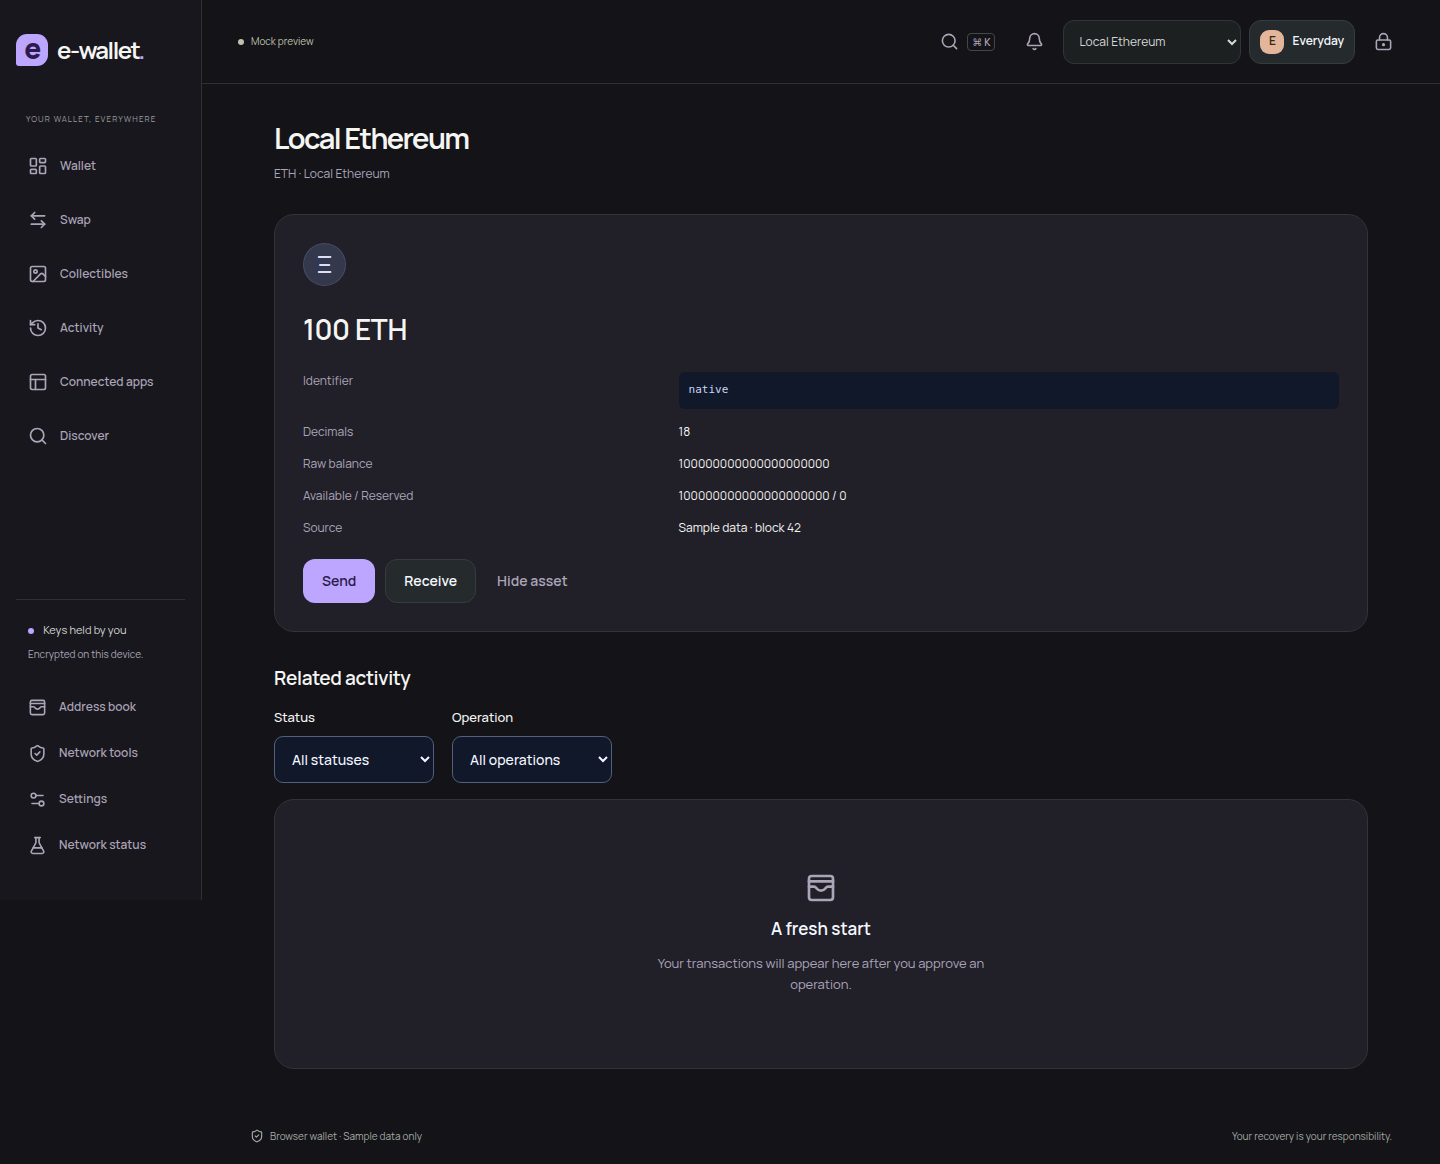 e e-wallet.
Mock preview
⌘ K
Local Ethereum
E Everyday
YOUR WALLET, EVERYWHERE
Wallet
Swap
Collectibles
Activity
Connected apps
Discover
Keys held by you
Encrypted on this device.
Address book
Network tools
Settings
Network status
Local Ethereum
ETH · Local Ethereum
Ξ
100 ETH
Identifier native
Decimals 18
Raw balance 100000000000000000000
Available / Reserved 100000000000000000000 / 0
Source Sample data · block 42
Send Receive Hide asset
Related activity
Status Operation
All statuses All operations
A fresh start
Your transactions will appear here after you approve an
operation.
Browser wallet · Sample data only
Your recovery is your responsibility.